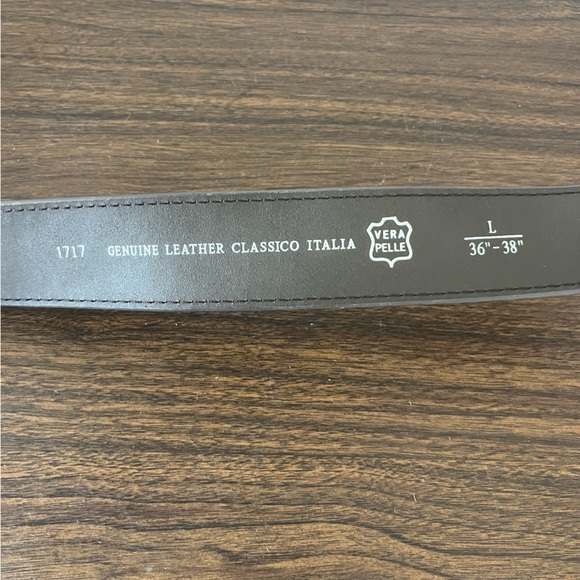 1717 GENUINE LEATHER CLASSICO ITALIA
VERA
PELLE
L
36"-38"